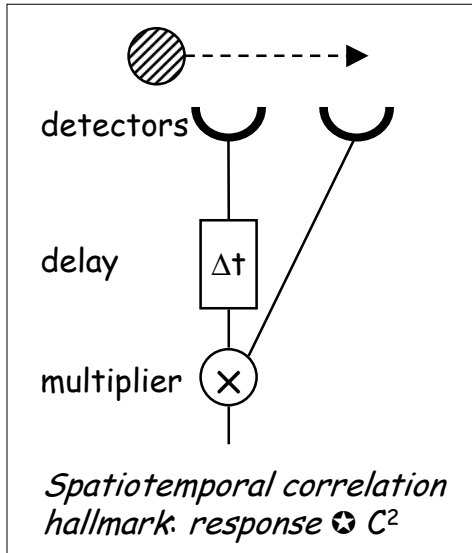 detectors
delay
Δt
multiplier
×
Spatiotemporal correlation
hallmark: response ✪ C²